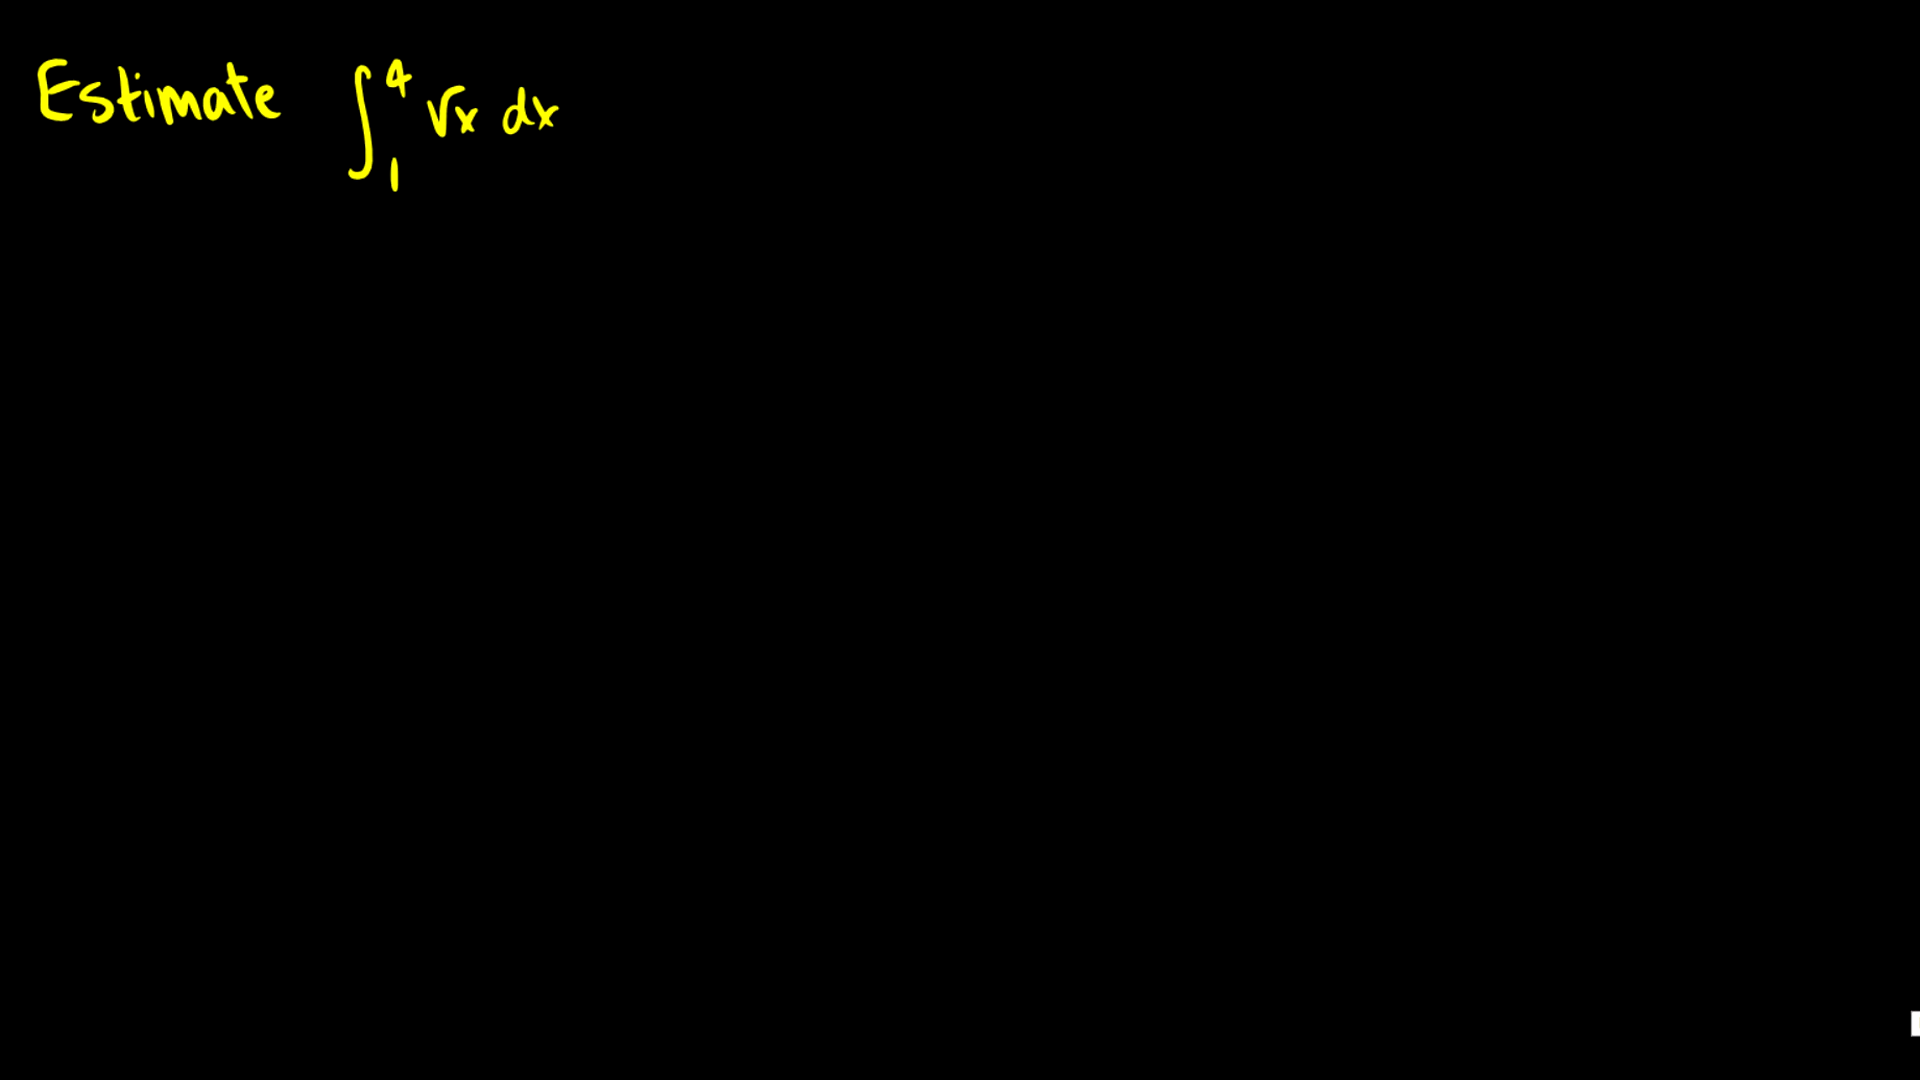 Estimate ∫₁⁴ √x dx